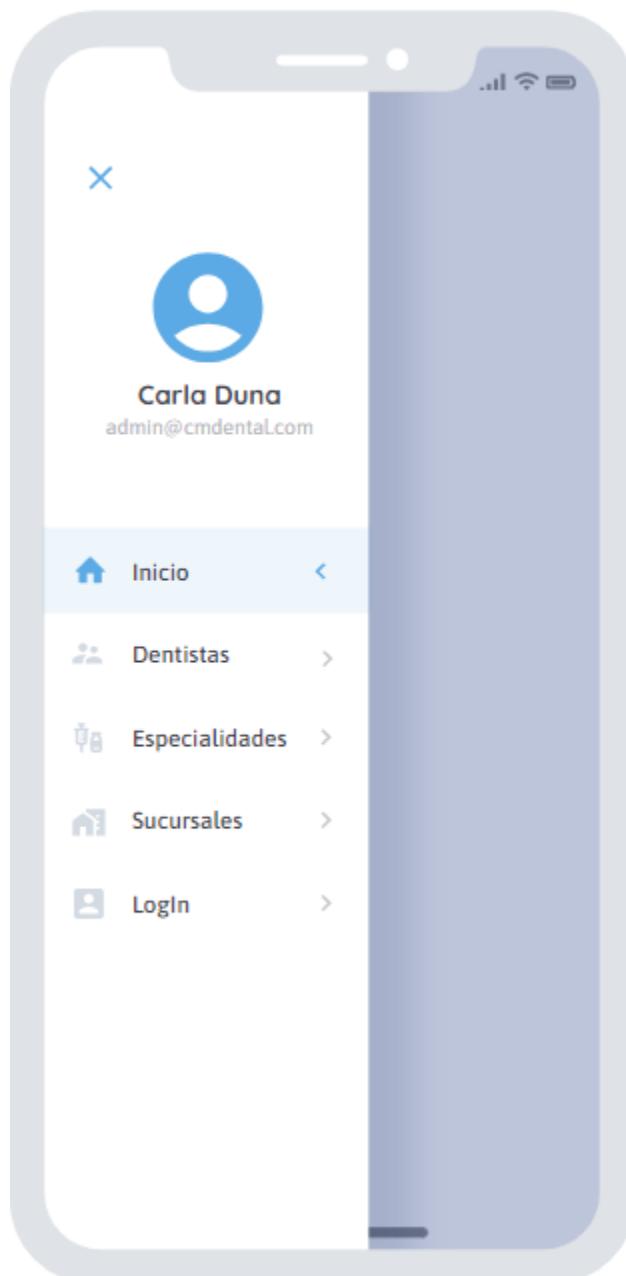 Carla Duna
admin@cmdental.com
Inicio
Dentistas
Especialidades
Sucursales
LogIn